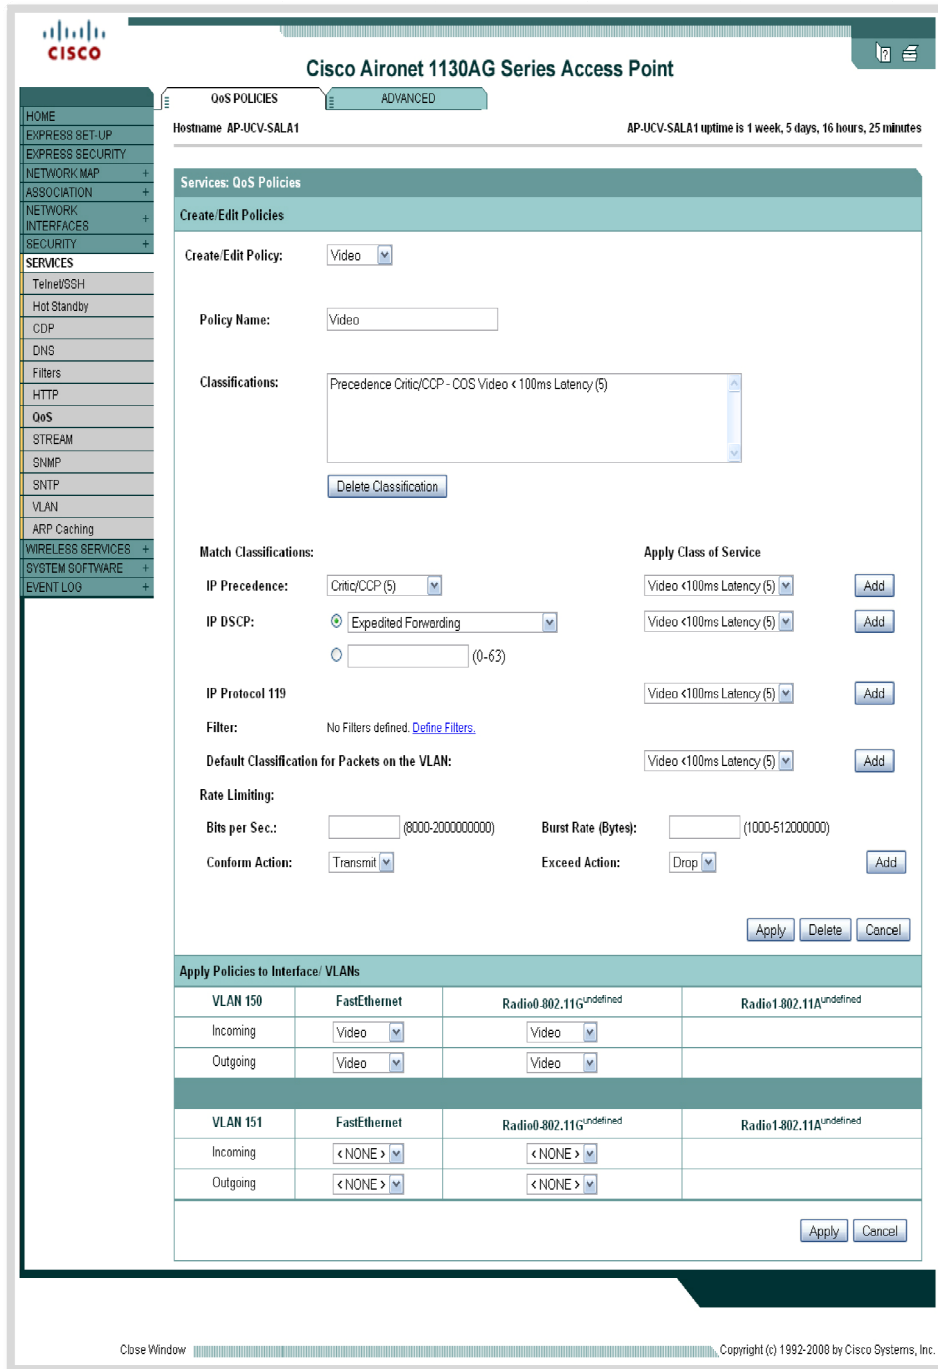 CISCO
Cisco Aironet 1130AG Series Access Point
QoS POLICIES
ADVANCED
HOME
EXPRESS SET-UP
EXPRESS SECURITY
NETWORK MAP +
ASSOCIATION +
NETWORK
INTERFACES +
SECURITY +
SERVICES
Telnet/SSH
Hot Standby
CDP
DNS
Filters
HTTP
QoS
STREAM
SNMP
SNTP
VLAN
ARP Caching
WIRELESS SERVICES +
SYSTEM SOFTWARE +
EVENT LOG +
Hostname AP-UCV-SALA1
AP-UCV-SALA1 uptime is 1 week, 5 days, 16 hours, 25 minutes
Services: QoS Policies
Create/Edit Policies
Create/Edit Policy: Video
Policy Name: Video
Classifications: Precedence Critic/CCP - COS Video < 100ms Latency (5)
Delete Classification
Match Classifications: Apply Class of Service
IP Precedence: Critic/CCP (5) Video <100ms Latency (5) Add
IP DSCP: Expedited Forwarding Video <100ms Latency (5) Add
(0-63)
IP Protocol 119 Video <100ms Latency (5) Add
Filter: No Filters defined. Define Filters.
Default Classification for Packets on the VLAN: Video <100ms Latency (5) Add
Rate Limiting:
Bits per Sec.: (8000-2000000000) Burst Rate (Bytes): (1000-512000000)
Conform Action: Transmit Exceed Action: Drop Add
Apply Delete Cancel
Apply Policies to Interface/ VLANs
VLAN 150 FastEthernet Radio0-802.11G undefined Radio1-802.11A undefined
Incoming Video Video
Outgoing Video Video
VLAN 151 FastEthernet Radio0-802.11G undefined Radio1-802.11A undefined
Incoming < NONE > < NONE >
Outgoing < NONE > < NONE >
Apply Cancel
Close Window
Copyright (c) 1992-2008 by Cisco Systems, Inc.